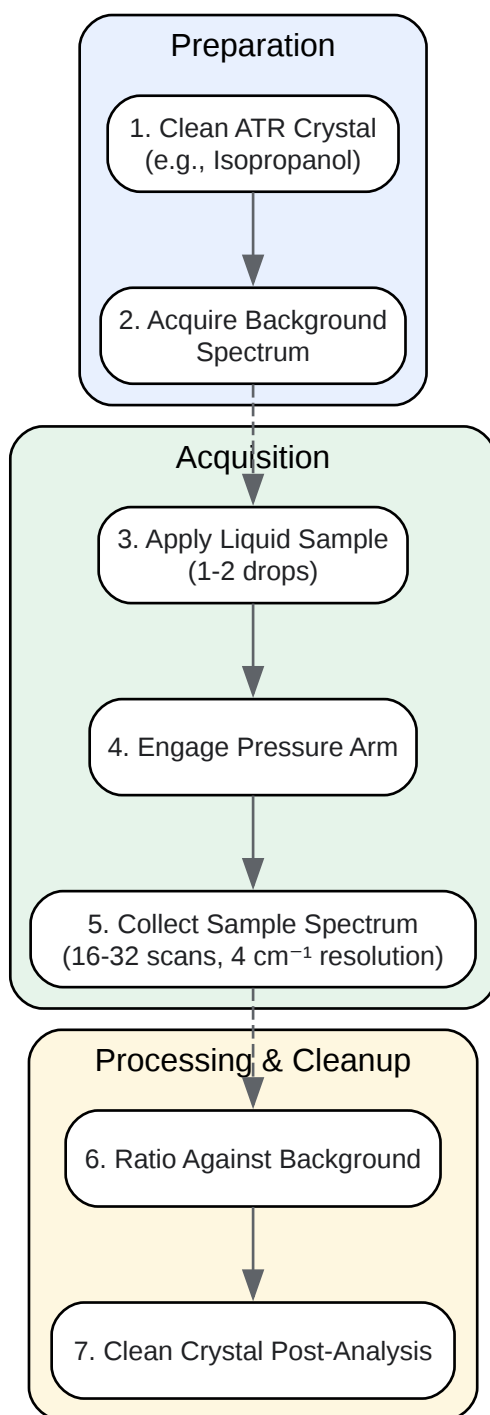 Preparation
1. Clean ATR Crystal
(e.g., Isopropanol)
2. Acquire Background
Spectrum
Acquisition
3. Apply Liquid Sample
(1-2 drops)
4. Engage Pressure Arm
5. Collect Sample Spectrum
(16-32 scans, 4 cm⁻¹ resolution)
Processing & Cleanup
6. Ratio Against Background
7. Clean Crystal Post-Analysis